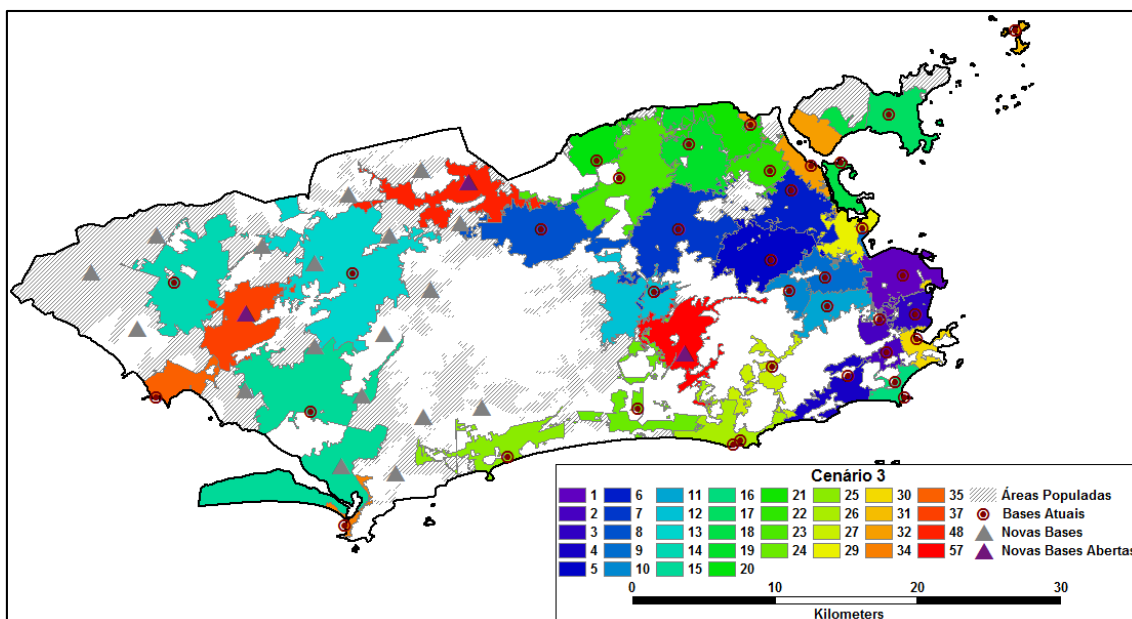 Cenário 3
1 6 11 16 21 25 30 35 Áreas Populadas
2 7 12 17 22 26 31 37 Bases Atuais
3 8 13 18 23 27 32 48 Novas Bases
4 9 14 19 24 29 34 57 Novas Bases Abertas
5 10 15 20
0 10 20 30
Kilometers